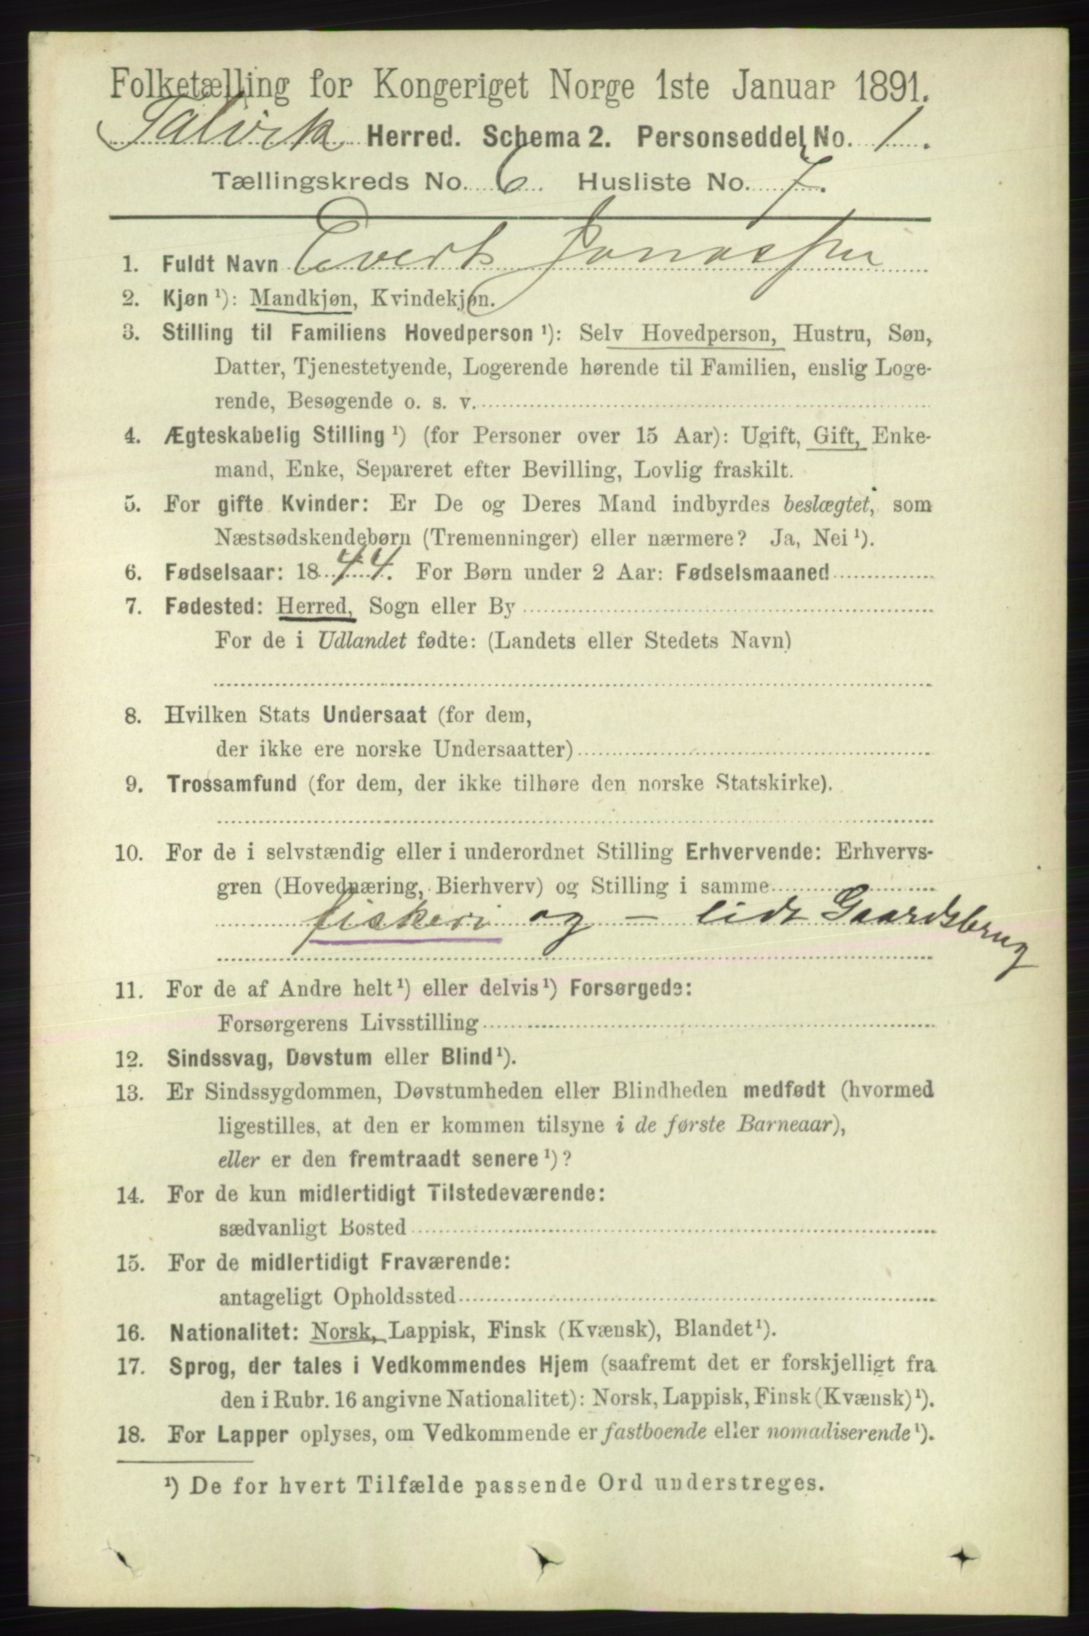 Folketælling for Kongeriget Norge 1ste Januar 1891.
Talvik Herred. Schema 2. Personseddel No. 1.
Tællingskreds No. 6. Husliste No. 7.
1. Fuldt Navn Evert Jonassen
2. Kjøn ¹): Mandkjøn, Kvindekjøn.
3. Stilling til Familiens Hovedperson ¹): Selv Hovedperson, Hustru, Søn,
Datter, Tjenestetyende, Logerende hørende til Familien, enslig Loge-
rende, Besøgende o. s. v.
4. Ægteskabelig Stilling ¹) (for Personer over 15 Aar): Ugift, Gift, Enke-
mand, Enke, Separeret efter Bevilling, Lovlig fraskilt.
5. For gifte Kvinder: Er De og Deres Mand indbyrdes beslægtet, som
Næstsødskendebørn (Tremenninger) eller nærmere? Ja, Nei ¹).
6. Fødselsaar: 1844. For Børn under 2 Aar: Fødselsmaaned
7. Fødested: Herred, Sogn eller By
For de i Udlandet fødte: (Landets eller Stedets Navn)
8. Hvilken Stats Undersaat (for dem,
der ikke ere norske Undersaatter)
9. Trossamfund (for dem, der ikke tilhøre den norske Statskirke).
10. For de i selvstændig eller i underordnet Stilling Erhvervende: Erhvervs-
gren (Hovednæring, Bierhverv) og Stilling i samme
fiskeri og – lidt Gaardsbrug
11. For de af Andre helt ¹) eller delvis ¹) Forsørgede:
Forsørgerens Livsstilling
12. Sindssvag, Døvstum eller Blind ¹).
13. Er Sindssygdommen, Døvstumheden eller Blindheden medfødt (hvormed
ligestilles, at den er kommen tilsyne i de første Barneaar),
eller er den fremtraadt senere ¹)?
14. For de kun midlertidigt Tilstedeværende:
sædvanligt Bosted
15. For de midlertidigt Fraværende:
antageligt Opholdssted
16. Nationalitet: Norsk, Lappisk, Finsk (Kvænsk), Blandet ¹).
17. Sprog, der tales i Vedkommendes Hjem (saafremt det er forskjelligt fra
den i Rubr. 16 angivne Nationalitet): Norsk, Lappisk, Finsk (Kvænsk) ¹).
18. For Lapper oplyses, om Vedkommende er fastboende eller nomadiserende ¹).
¹) De for hvert Tilfælde passende Ord understreges.